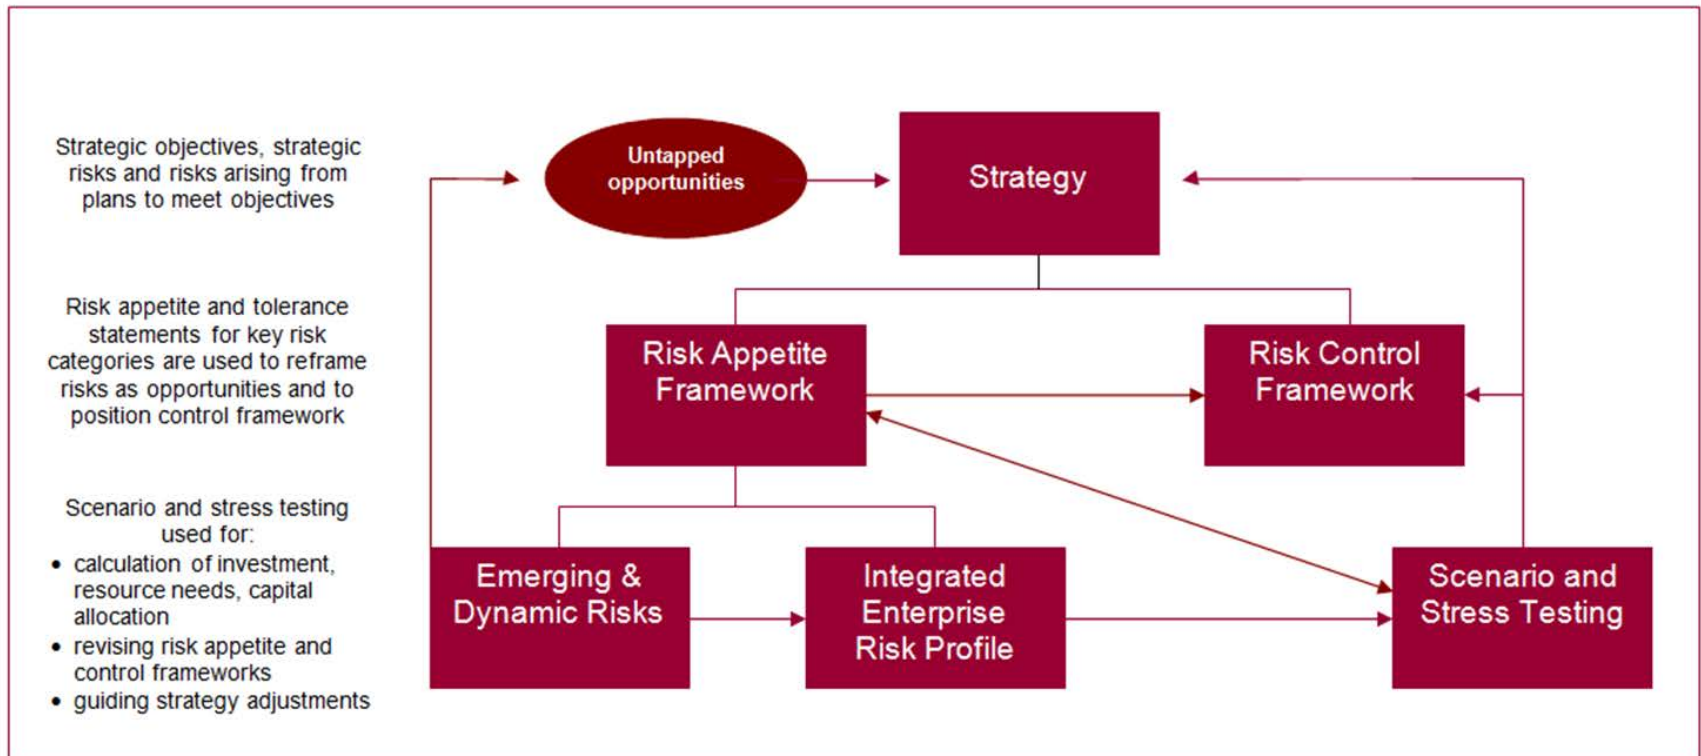 Strategic objectives, strategic
risks and risks arising from
plans to meet objectives
Untapped
opportunities
Strategy
Risk appetite and tolerance
statements for key risk
categories are used to reframe
risks as opportunities and to
position control framework
Risk Appetite
Framework
Risk Control
Framework
Scenario and stress testing
used for:
• calculation of investment,
resource needs, capital
allocation
• revising risk appetite and
control frameworks
• guiding strategy adjustments
Emerging &
Dynamic Risks
Integrated
Enterprise
Risk Profile
Scenario and
Stress Testing